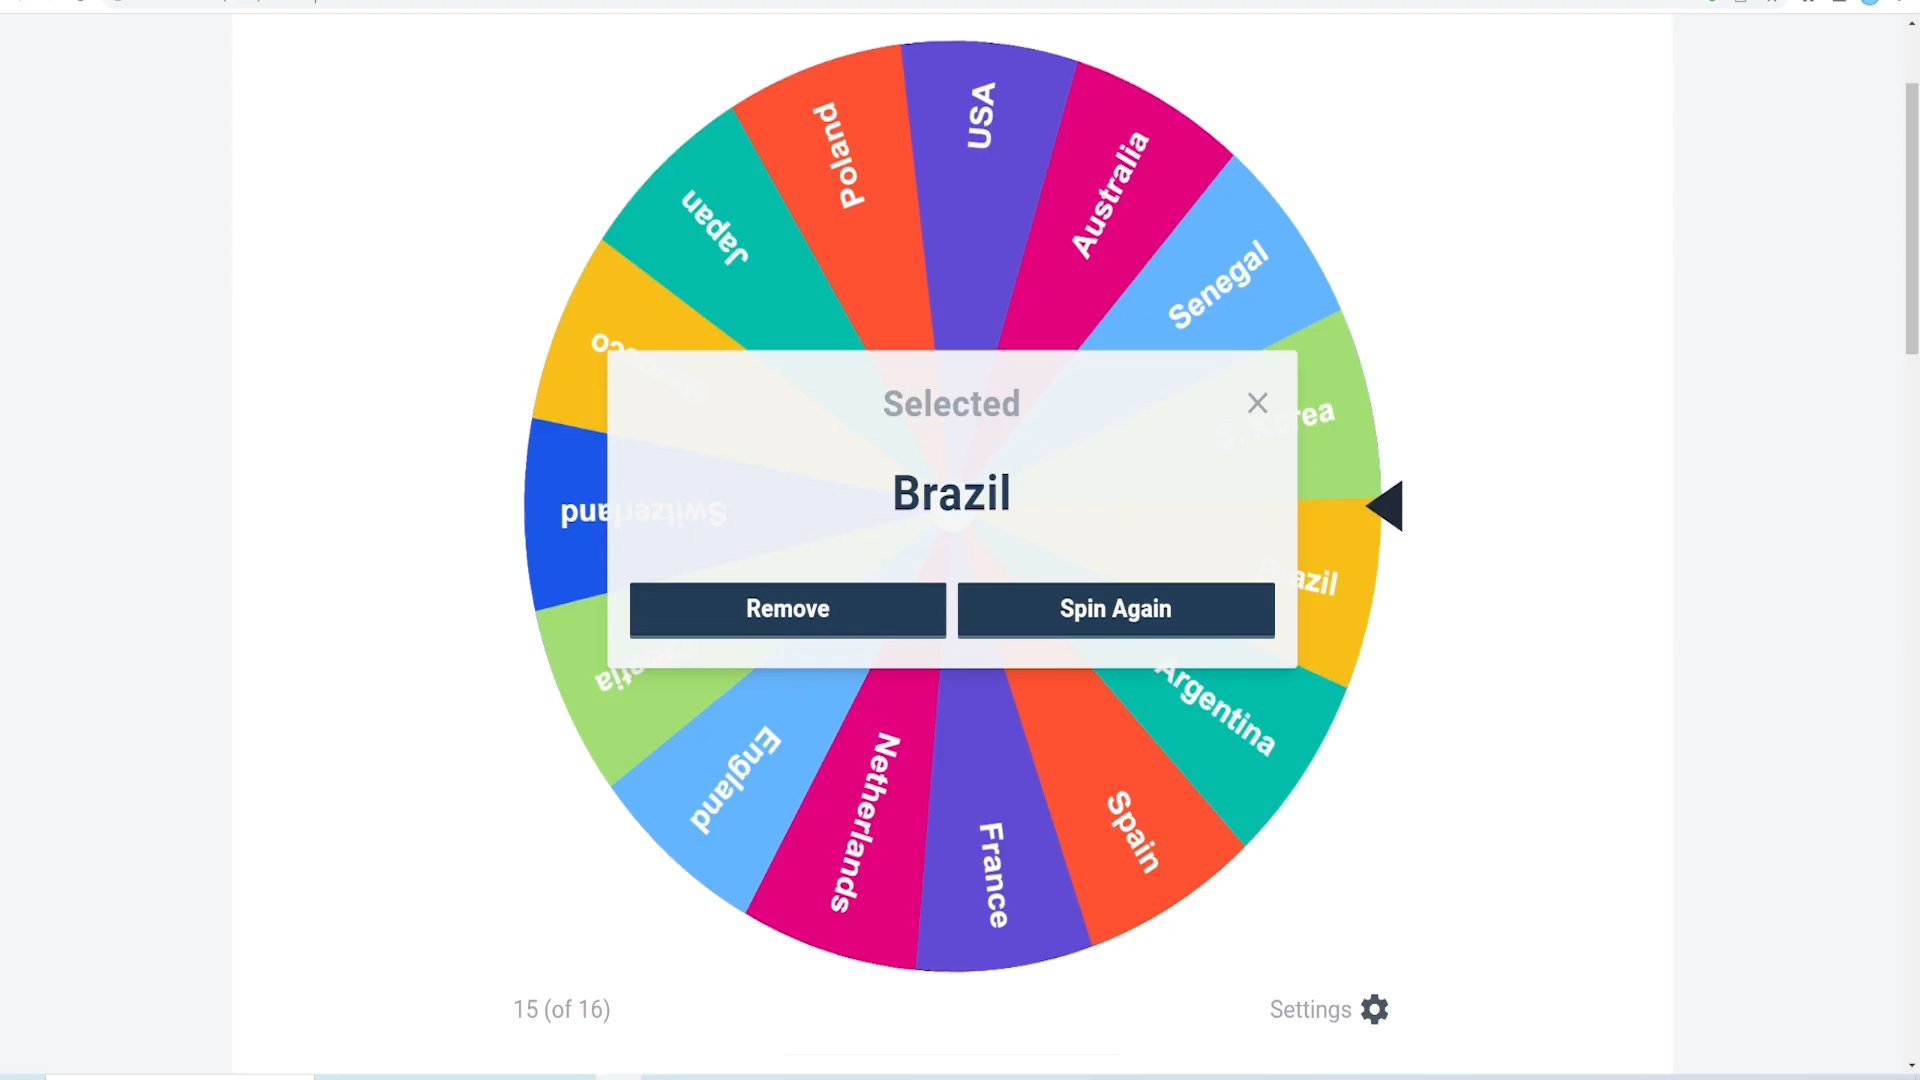 USA
Poland
Australia
Japan
Senegal
Selected
Brazil
Switzerland
Remove
Spin Again
Argentina
England
Netherlands
Spain
France
15 (of 16)
Settings